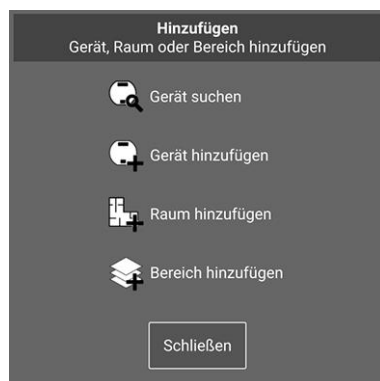 Hinzufügen
Gerät, Raum oder Bereich hinzufügen
Gerät suchen
Gerät hinzufügen
Raum hinzufügen
Bereich hinzufügen
Schließen